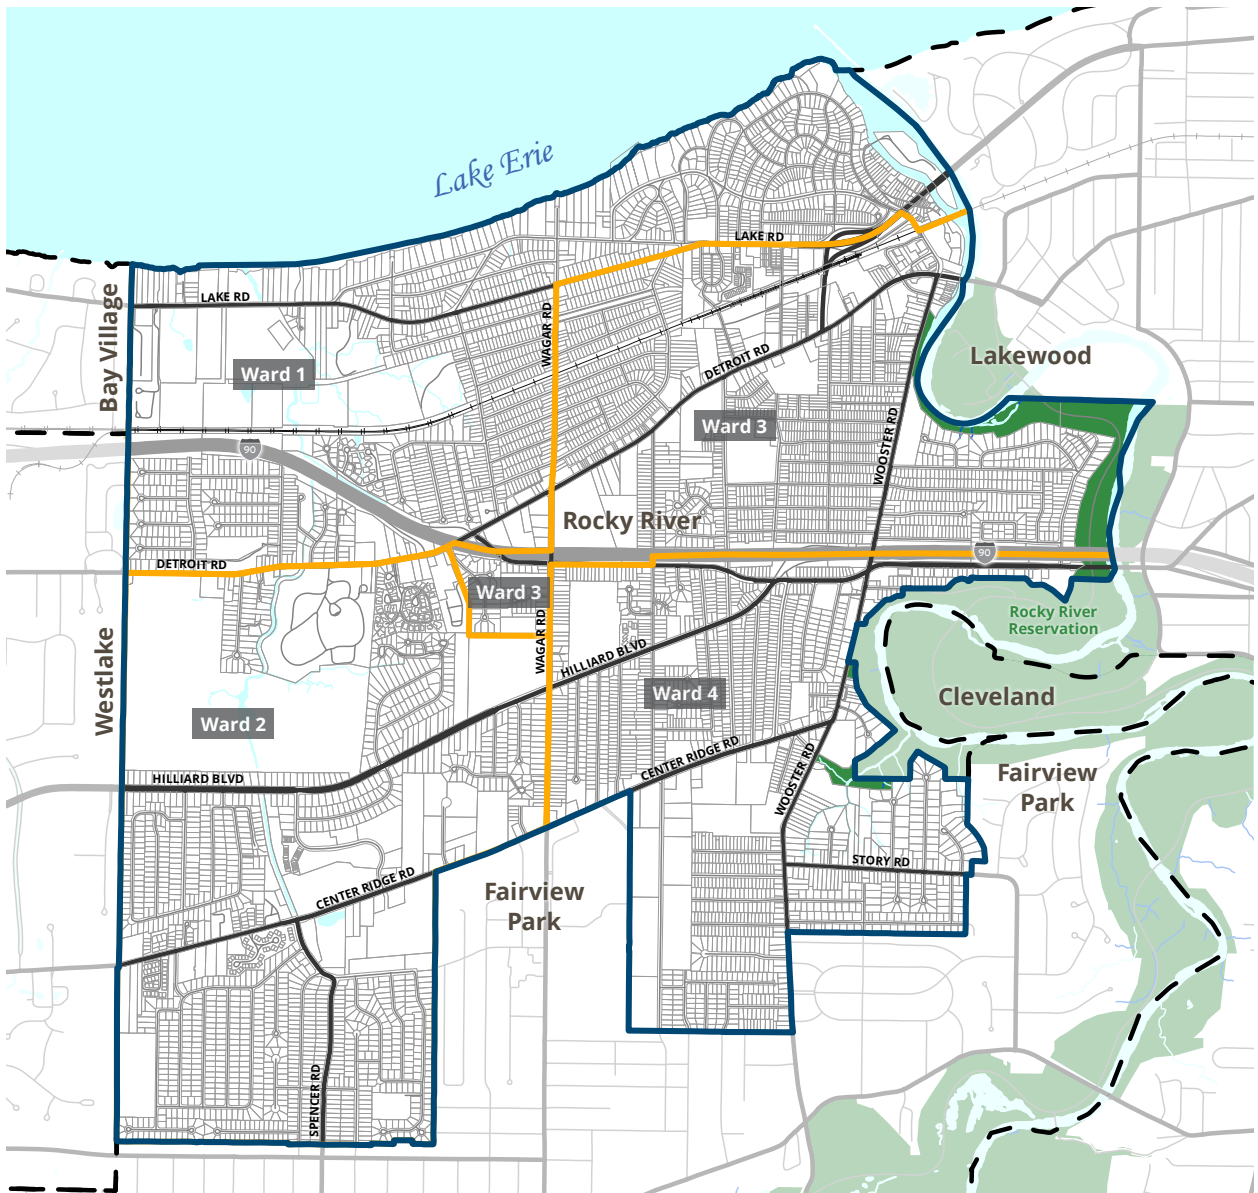 Lake Erie
LAKE RD
Bay Village
LAKE RD
WAGAR RD
Lakewood
DETROIT RD
Ward 1
Ward 3
WOOSTER RD
90
Rocky River
90
DETROIT RD
Ward 3
Rocky River
Reservation
WAGAR RD
HILLIARD BLVD
Westlake
Ward 4
Cleveland
Ward 2
CENTER RIDGE RD
WOOSTER RD
Fairview
Park
HILLIARD BLVD
STORY RD
CENTER RIDGE RD
Fairview
Park
SPENCER RD